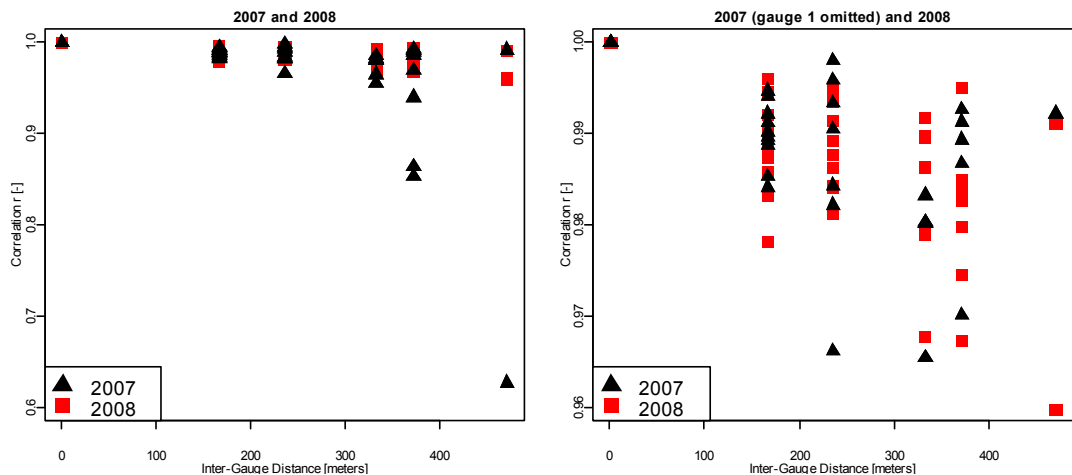 2007 and 2008
Correlation r [-]
1.0
0.9
0.8
0.7
0.6
2007
2008
0 100 200 300 400
Inter-Gauge Distance [meters]
2007 (gauge 1 omitted) and 2008
Correlation r [-]
1.00
0.99
0.98
0.97
0.96
2007
2008
0 100 200 300 400
Inter-Gauge Distance [meters]